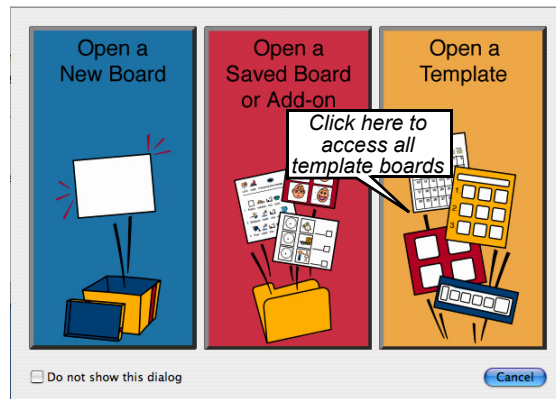 Open a
New Board
Open a
Saved Board
or Add-on
Open a
Template
Click here to
access all
template boards
1
2
3
Do not show this dialog
Cancel